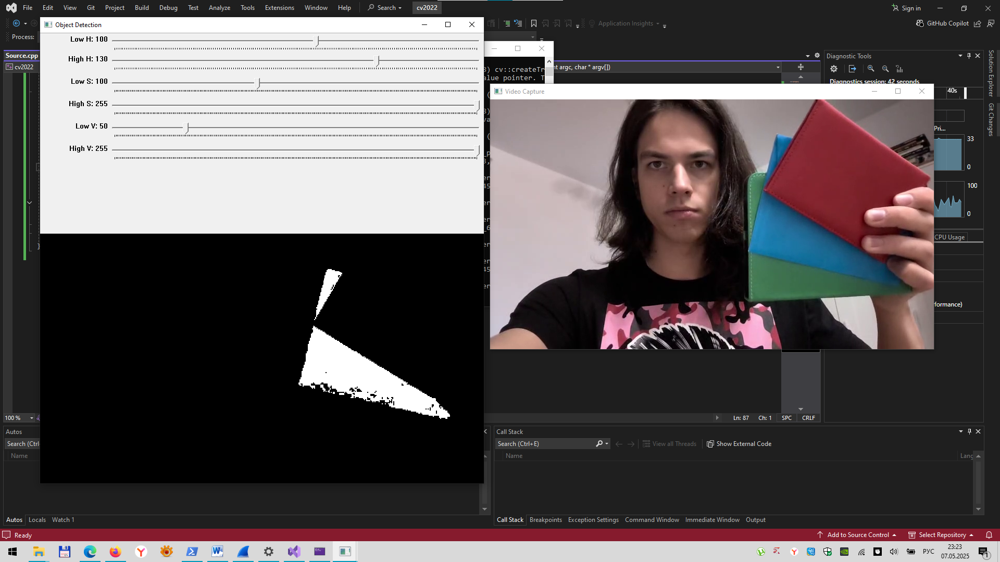 File Edit View Git Project Build Debug Test Analyze Tools Extensions Window Help Search cv2022 Sign in
Application Insights GitHub Copilot
Process:
Object Detection
Low H: 100
High H: 130
Low S: 100
High S: 255
Low V: 50
High V: 255
Source.cpp
cv2022
) cv::createTr
alue pointer. T
nt argc, char * argv[])
Video Capture
Diagnostic Tools
Diagnostics session: 42 seconds
40s
Pri...
33
0
100
0
CPU Usage
formance)
Solution Explorer
Git Changes
100 %
Ln: 87 Ch: 1 SPC CRLF
Autos
Search (Ctrl
Name
Autos Locals Watch 1
Call Stack
Search (Ctrl+E) View all Threads Show External Code
Name Lang
Call Stack Breakpoints Exception Settings Command Window Immediate Window Output
Ready Add to Source Control Select Repository
РУС
23:23
07.05.2025
1